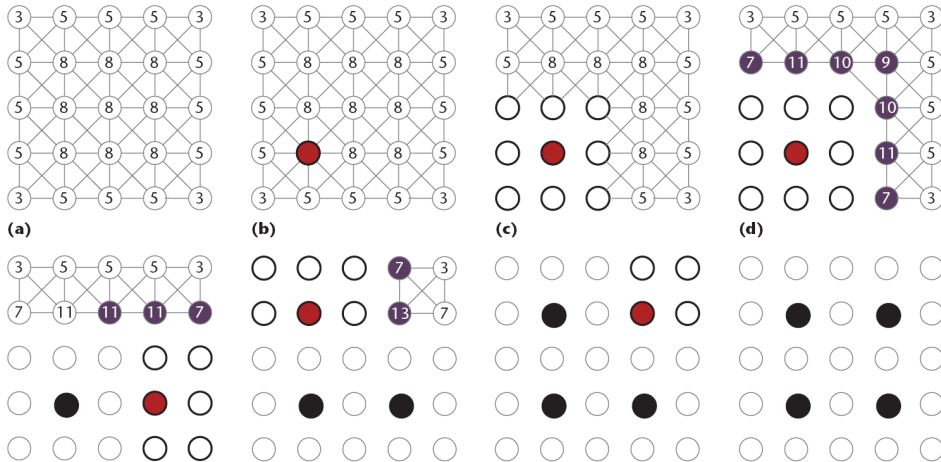 3 5 5 5 3 3 5 5 5 3 3 5 5 5 3 3 5 5 5 3
5 8 8 8 5 5 8 8 8 5 5 8 8 8 5 7 11 10 9 5
5 8 8 8 5 5 8 8 8 5 8 5 10 5
5 8 8 8 5 5 8 8 5 8 5 11 5
3 5 5 5 3 3 5 5 5 3 5 3 7 3
(a) (b) (c) (d)
3 5 5 5 3 7 3
7 11 11 11 7 13 7